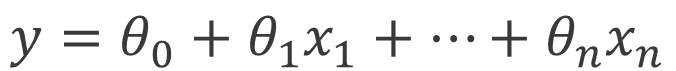 y = θ₀ + θ₁x₁ + ⋯ + θₙxₙ